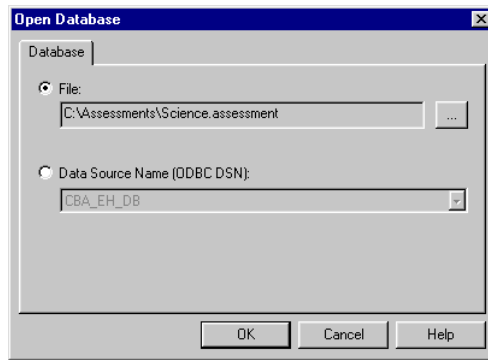 Open Database
Database
File:
C:\Assessments\Science.assessment
...
Data Source Name (ODBC DSN):
CBA_EH_DB
OK Cancel Help